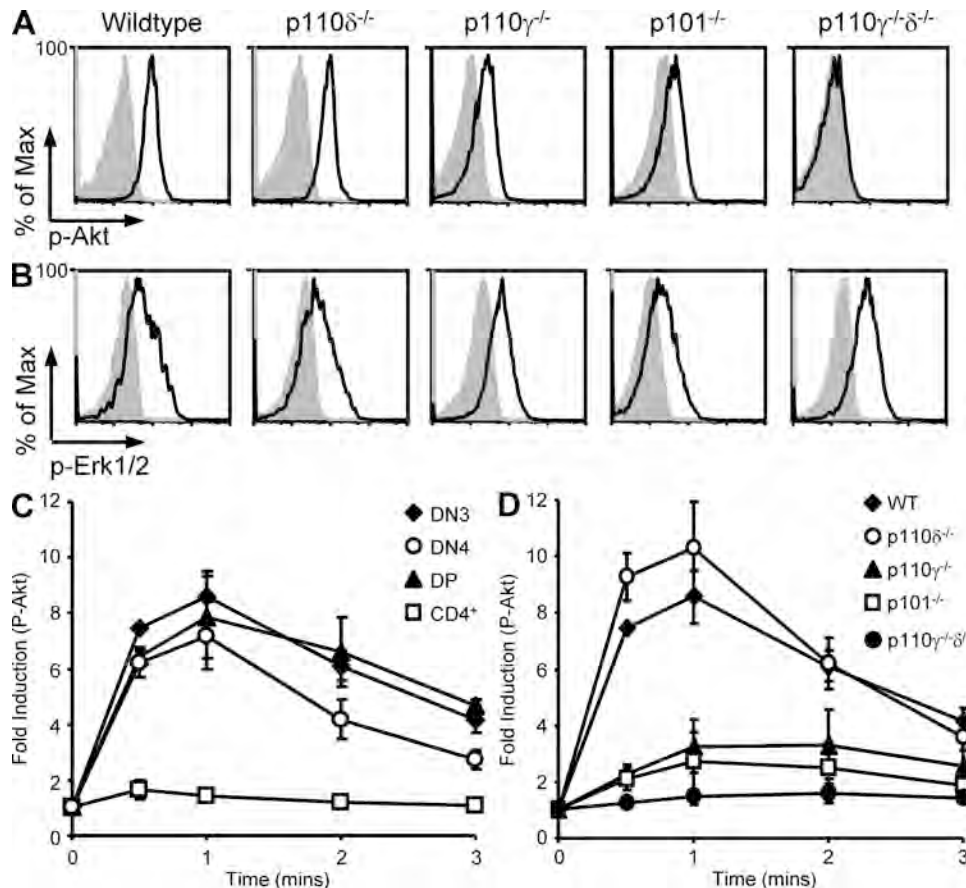 A
Wildtype
p110δ-/-
p110γ-/-
p101-/-
p110γ-/-δ-/-
100
% of Max
p-Akt
B
100
% of Max
p-Erk1/2
C
12
10
8
6
4
2
0
Fold Induction (P-Akt)
DN3
DN4
DP
CD4+
0 1 2 3
Time (mins)
D
12
10
8
6
4
2
0
Fold Induction (P-Akt)
WT
p110δ-/-
p110γ-/-
p101-/-
p110γ-/-δ/
0 1 2 3
Time (mins)